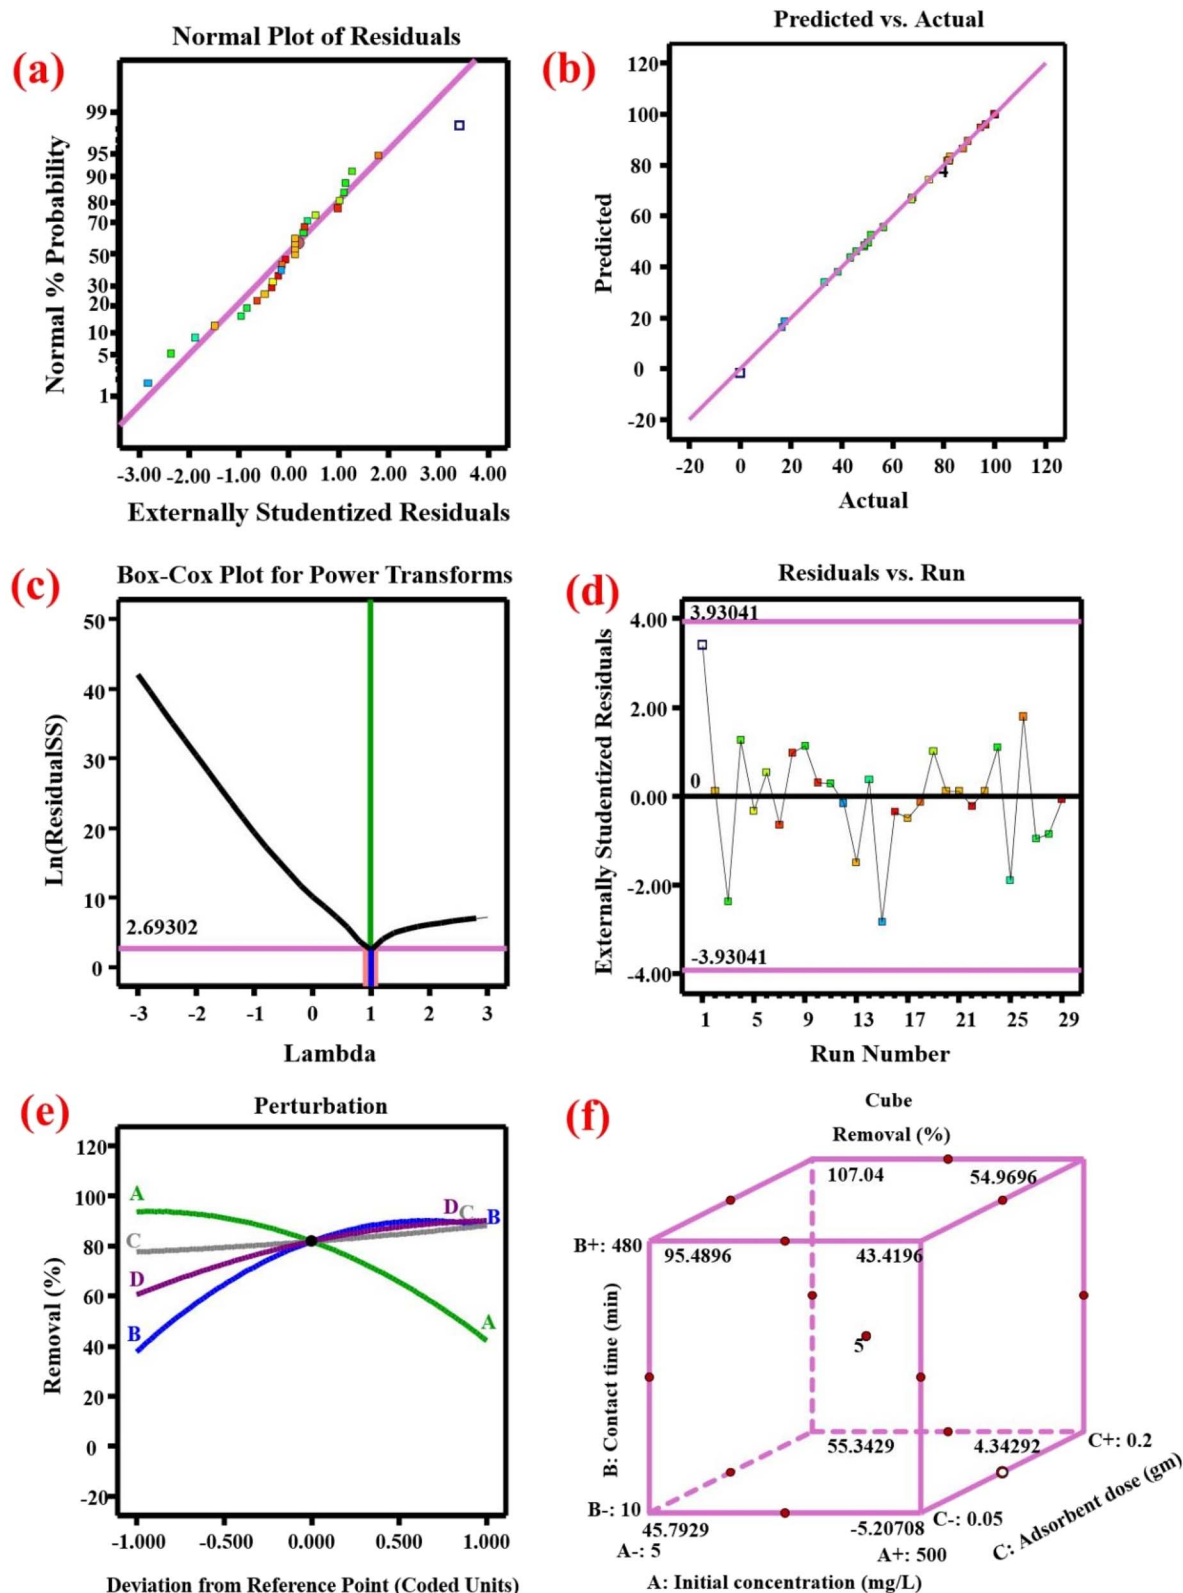 (a)
Normal Plot of Residuals
Normal % Probability
99
95
90
80
70
50
30
20
10
5
1
-3.00 -2.00 -1.00 0.00 1.00 2.00 3.00 4.00
Externally Studentized Residuals
(b)
Predicted vs. Actual
Predicted
120
100
80
60
40
20
0
-20
4
-20 0 20 40 60 80 100 120
Actual
(c)
Box-Cox Plot for Power Transforms
Ln(ResidualSS)
50
40
30
20
10
0
2.69302
-3 -2 -1 0 1 2 3
Lambda
(d)
Residuals vs. Run
Externally Studentized Residuals
4.00
2.00
0.00
-2.00
-4.00
3.93041
0
-3.93041
1 5 9 13 17 21 25 29
Run Number
(e)
Perturbation
Removal (%)
120
100
80
60
40
20
0
-20
A
C
D
B
D
C
B
A
-1.000 -0.500 0.000 0.500 1.000
Deviation from Reference Point (Coded Units)
(f)
Cube
Removal (%)
107.04 54.9696
B+: 480
95.4896 43.4196
5
B: Contact time (min)
55.3429 4.34292
C+: 0.2
B-: 10
C-: 0.05
45.7929 -5.20708
A-: 5 A+: 500
C: Adsorbent dose (gm)
A: Initial concentration (mg/L)